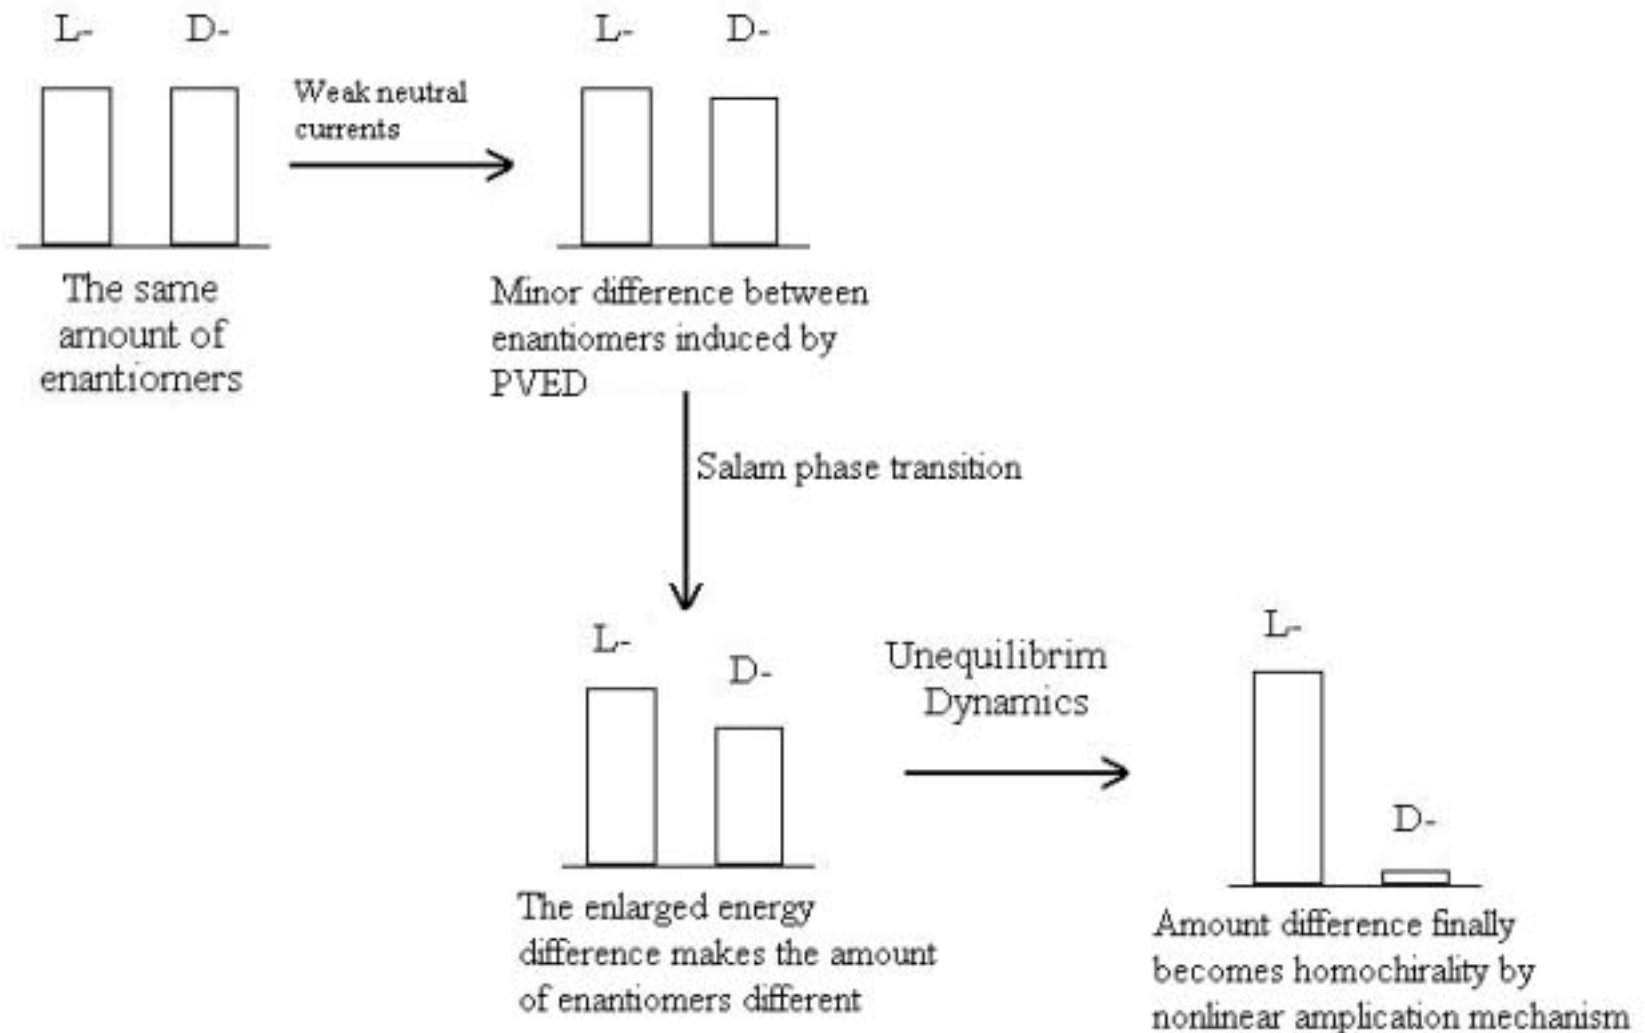 L- D-
Weak neutral
currents
L- D-
The same
amount of
enantiomers
Minor difference between
enantiomers induced by
PVED
Salam phase transition
L-
D-
Unequilibrim
Dynamics
L-
D-
The enlarged energy
difference makes the amount
of enantiomers different
Amount difference finally
becomes homochirality by
nonlinear amplication mechanism